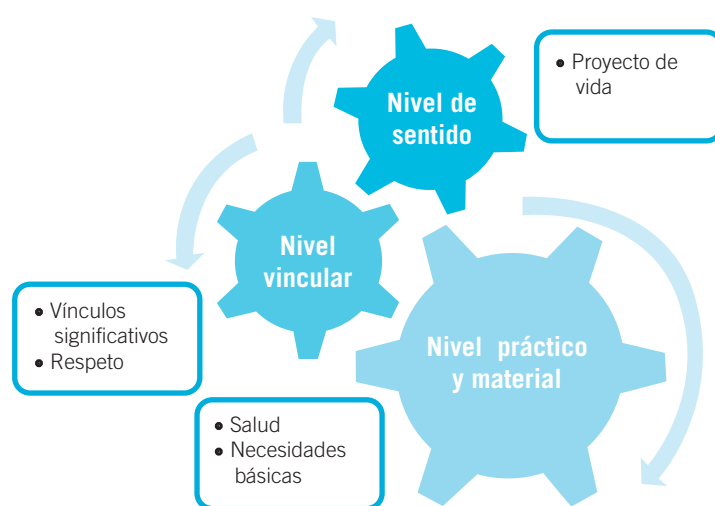 Nivel de
sentido
• Proyecto de
vida
Nivel
vincular
• Vínculos
significativos
• Respeto
Nivel práctico
y material
• Salud
• Necesidades
básicas